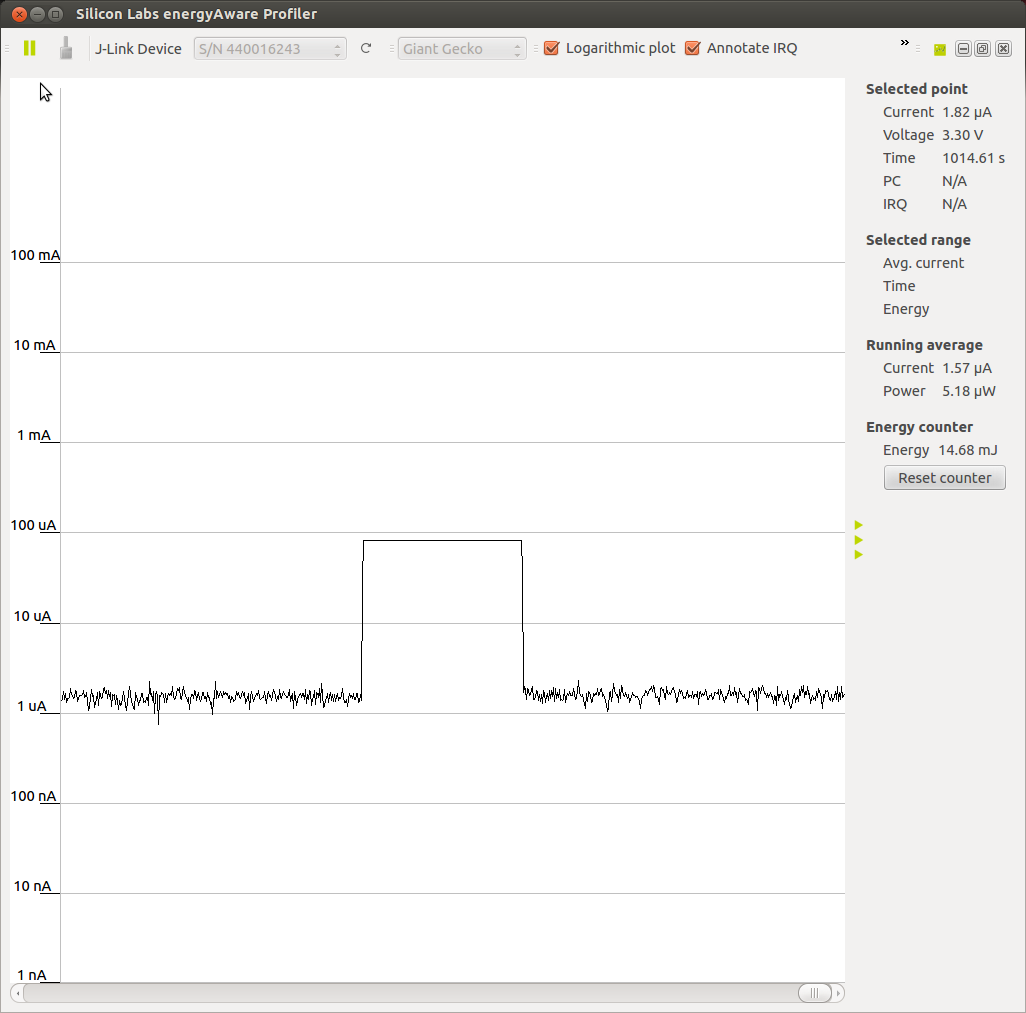 Silicon Labs energyAware Profiler
J-Link Device S/N 440016243 Giant Gecko Logarithmic plot Annotate IRQ »
100 mA
10 mA
1 mA
100 uA
10 uA
1 uA
100 nA
10 nA
1 nA
Selected point
Current 1.82 µA
Voltage 3.30 V
Time 1014.61 s
PC N/A
IRQ N/A
Selected range
Avg. current
Time
Energy
Running average
Current 1.57 µA
Power 5.18 µW
Energy counter
Energy 14.68 mJ
Reset counter